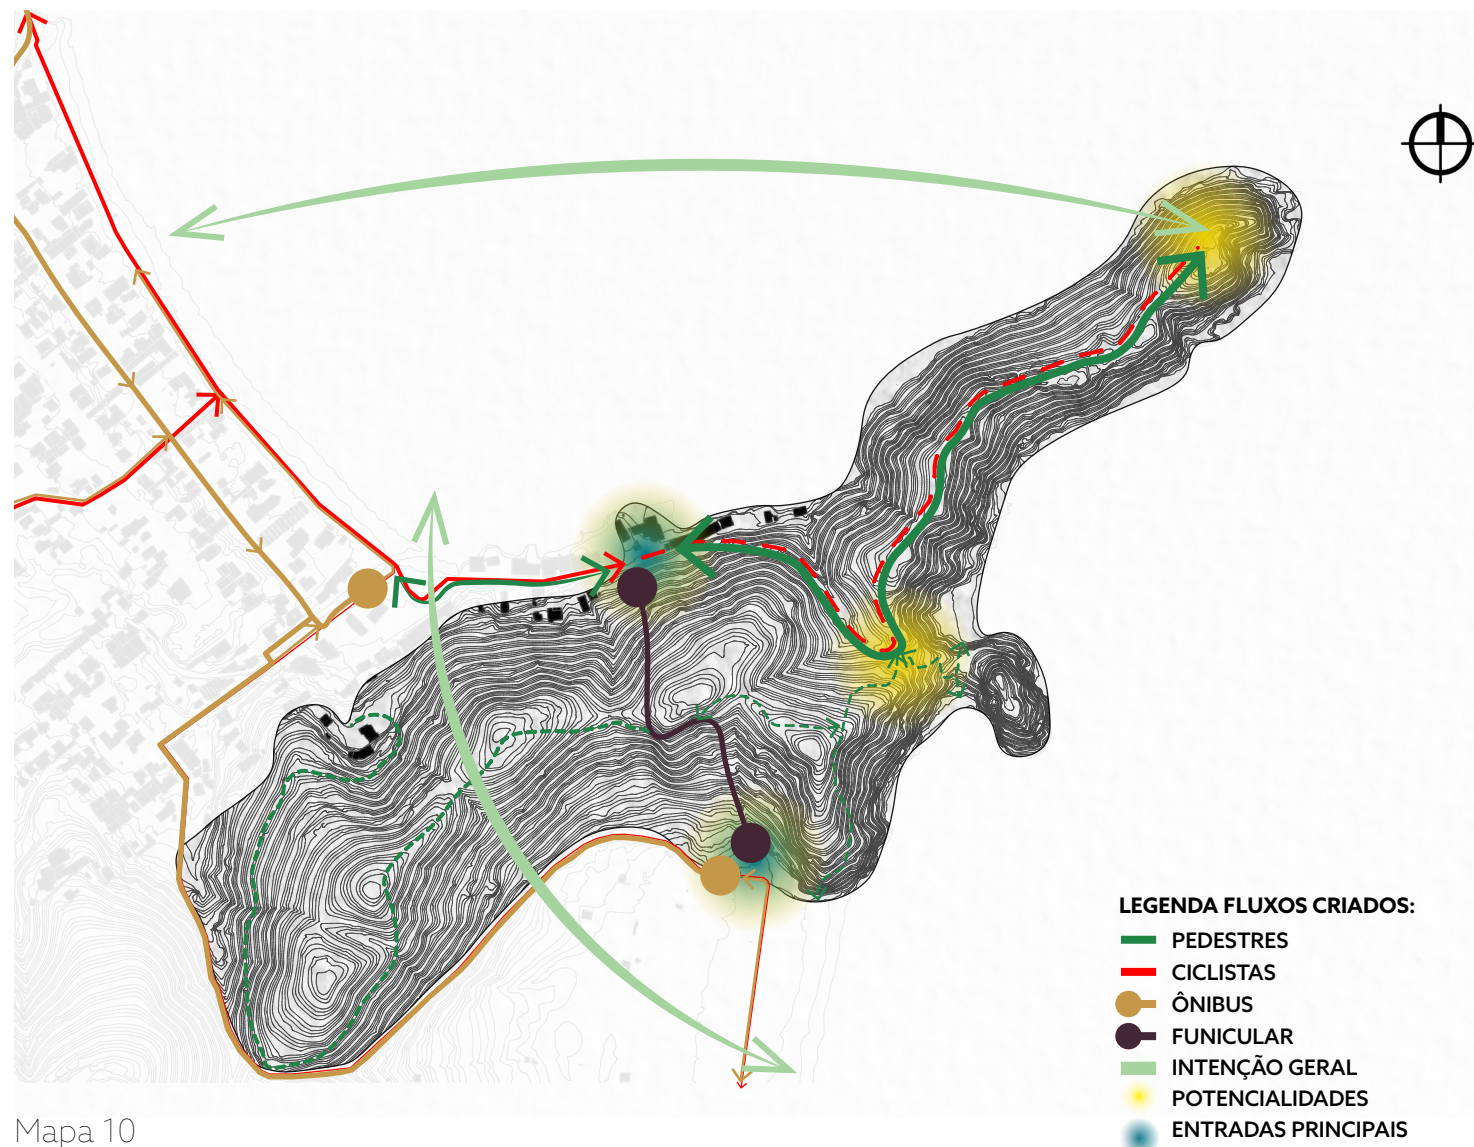 LEGENDA FLUXOS CRIADOS:
PEDESTRES
CICLISTAS
ÔNIBUS
FUNICULAR
INTENÇÃO GERAL
POTENCIALIDADES
ENTRADAS PRINCIPAIS
Mapa 10